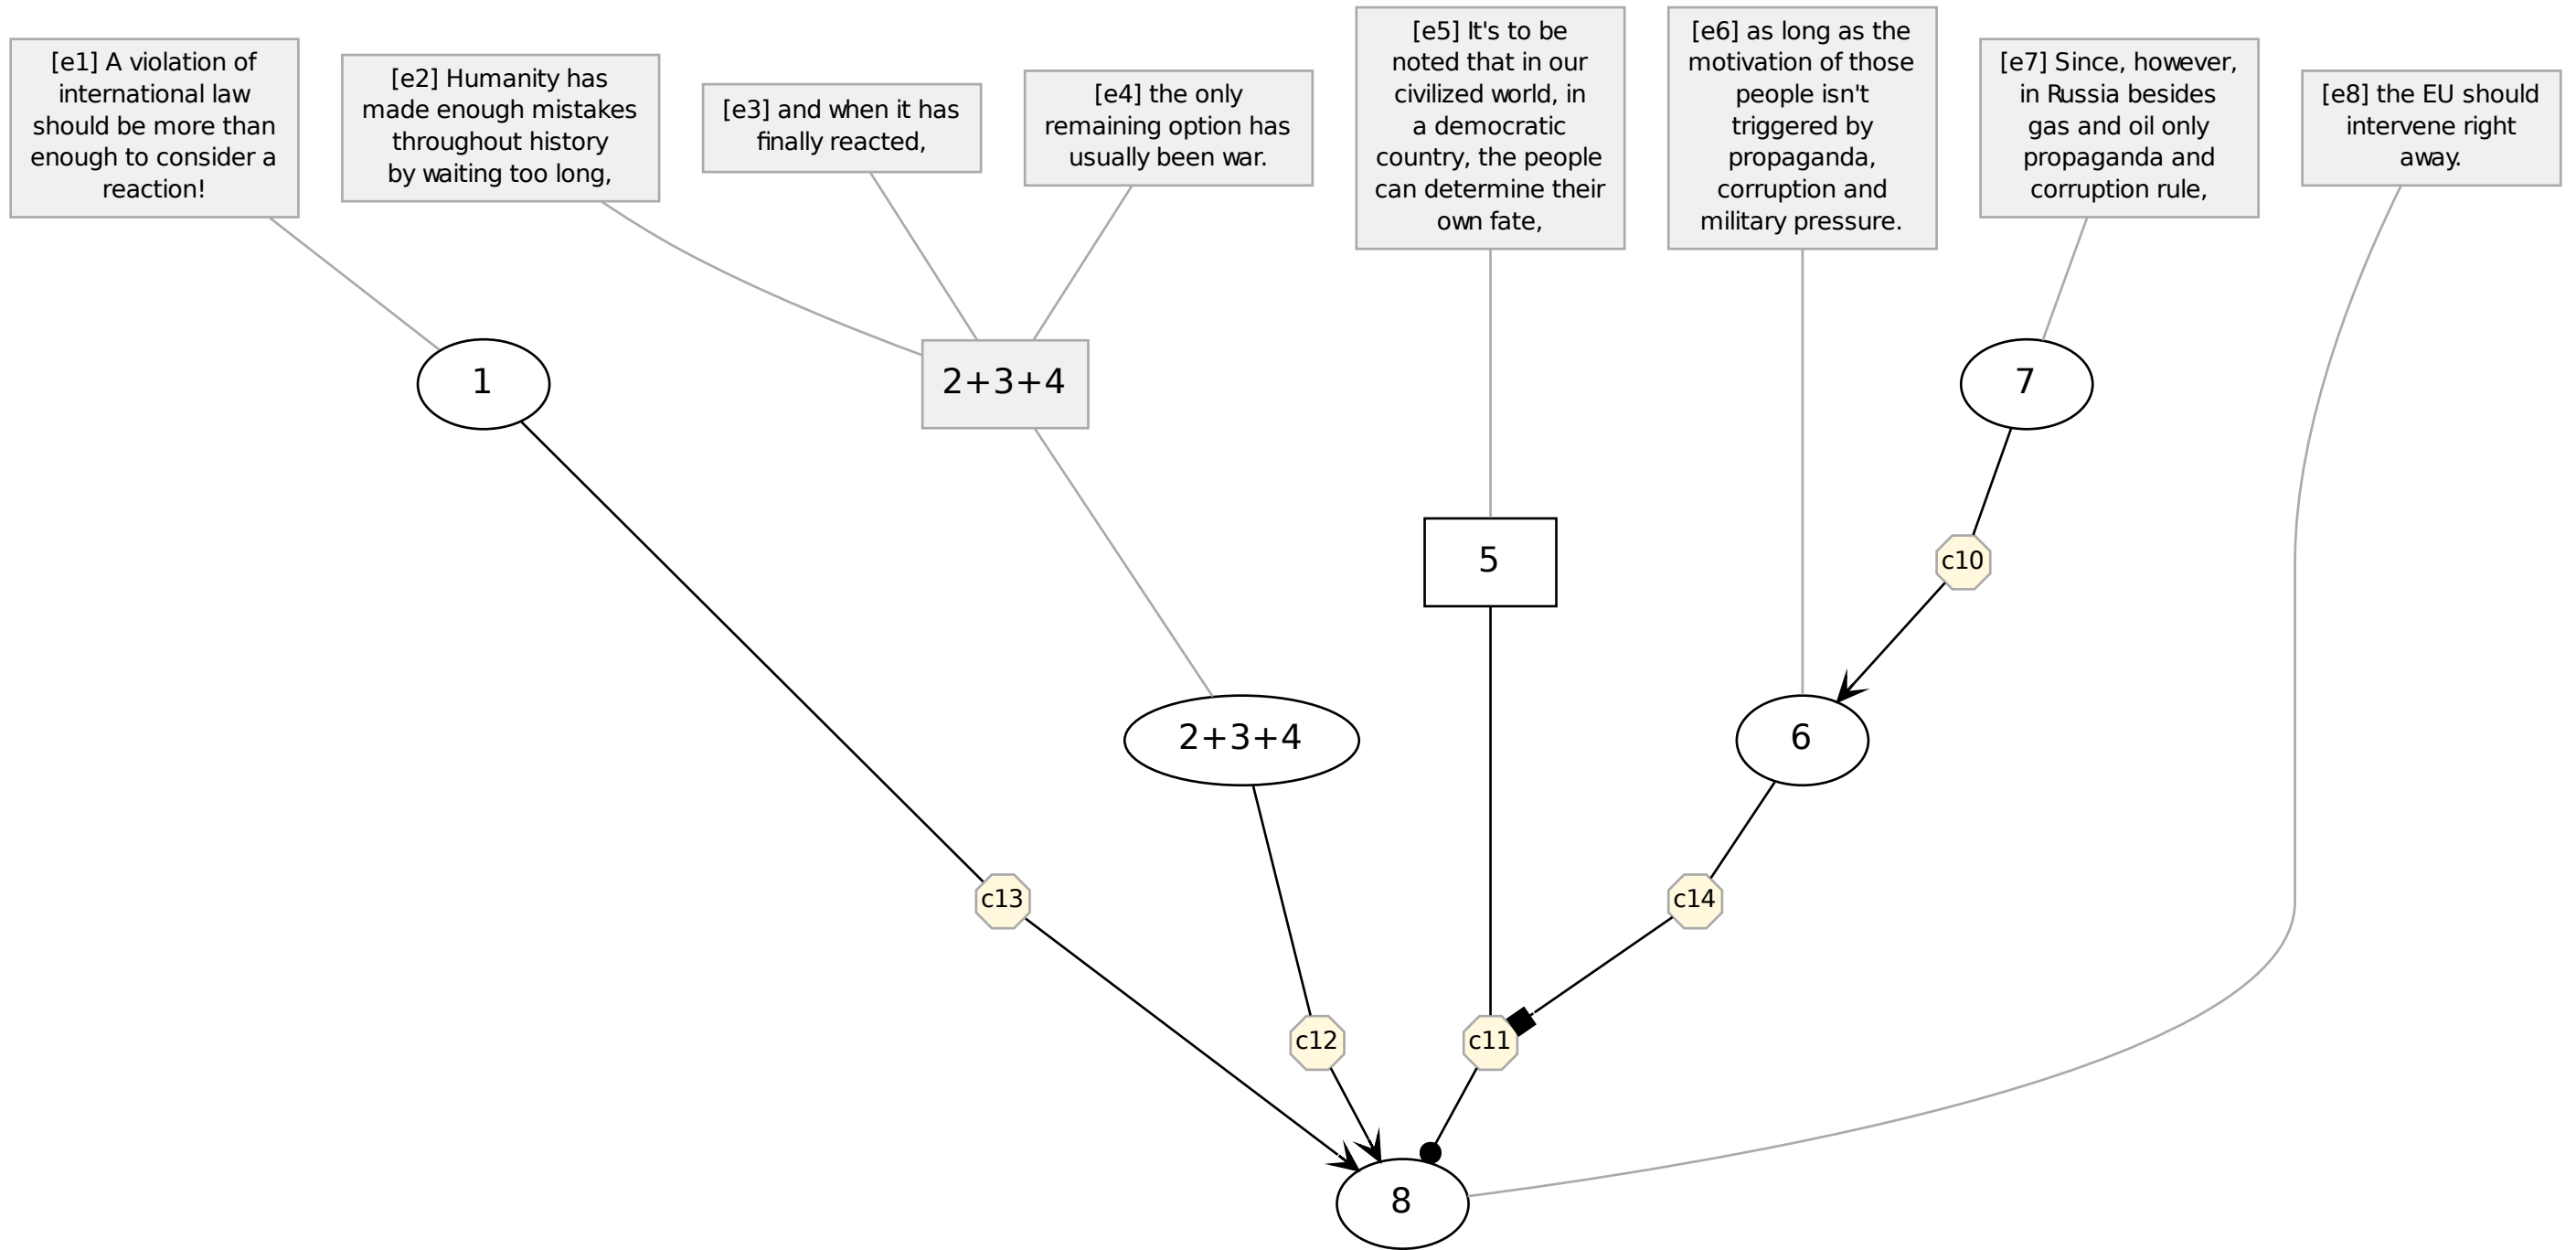 [e1] A violation of
international law
should be more than
enough to consider a
reaction!
[e2] Humanity has
made enough mistakes
throughout history
by waiting too long,
[e3] and when it has
finally reacted,
[e4] the only
remaining option has
usually been war.
[e5] It's to be
noted that in our
civilized world, in
a democratic
country, the people
can determine their
own fate,
[e6] as long as the
motivation of those
people isn't
triggered by
propaganda,
corruption and
military pressure.
[e7] Since, however,
in Russia besides
gas and oil only
propaganda and
corruption rule,
[e8] the EU should
intervene right
away.
1
2+3+4
7
5
c10
2+3+4
6
c13
c14
c12
c11
8